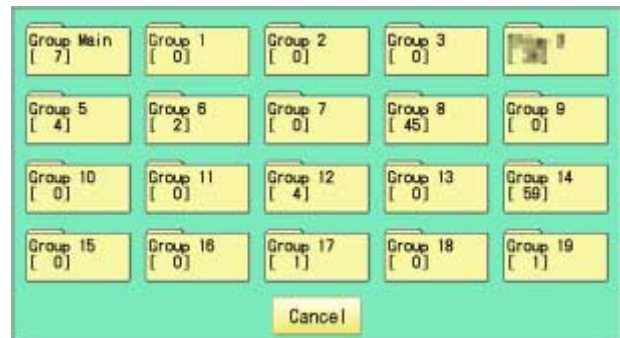 Group Main
[ 7]
Group 1
[ 0]
Group 2
[ 0]
Group 3
[ 0]
Group 5
[ 4]
Group 6
[ 2]
Group 7
[ 0]
Group 8
[ 45]
Group 9
[ 0]
Group 10
[ 0]
Group 11
[ 0]
Group 12
[ 4]
Group 13
[ 0]
Group 14
[ 59]
Group 15
[ 0]
Group 16
[ 0]
Group 17
[ 1]
Group 18
[ 0]
Group 19
[ 1]
Cancel